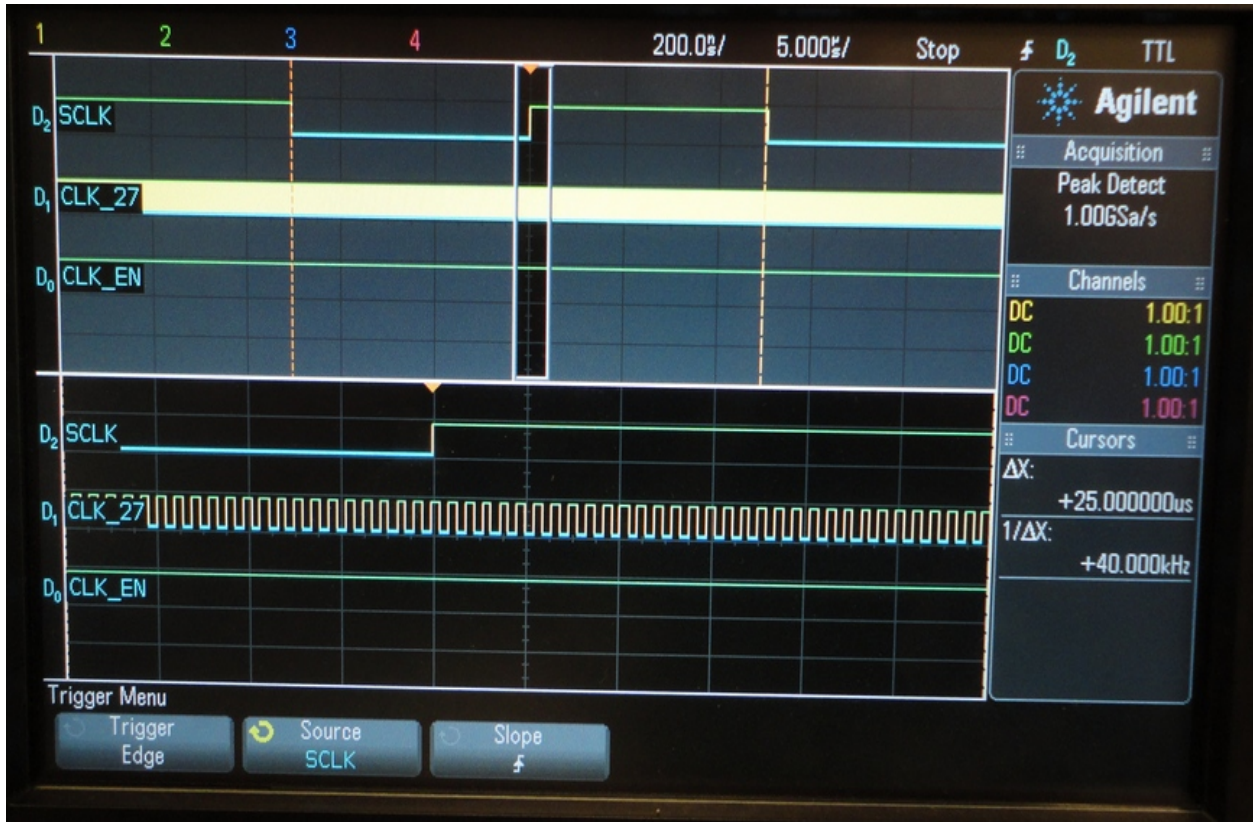 1 2 3 4 200.0ns/ 5.000us/ Stop D2 TTL
Agilent
D2 SCLK
Acquisition
Peak Detect
1.00GSa/s
D1 CLK_27
D0 CLK_EN
Channels
DC 1.00:1
DC 1.00:1
DC 1.00:1
DC 1.00:1
D2 SCLK
Cursors
ΔX:
+25.000000us
D1 CLK_27
1/ΔX:
+40.000kHz
D0 CLK_EN
Trigger Menu
Trigger
Edge
Source
SCLK
Slope